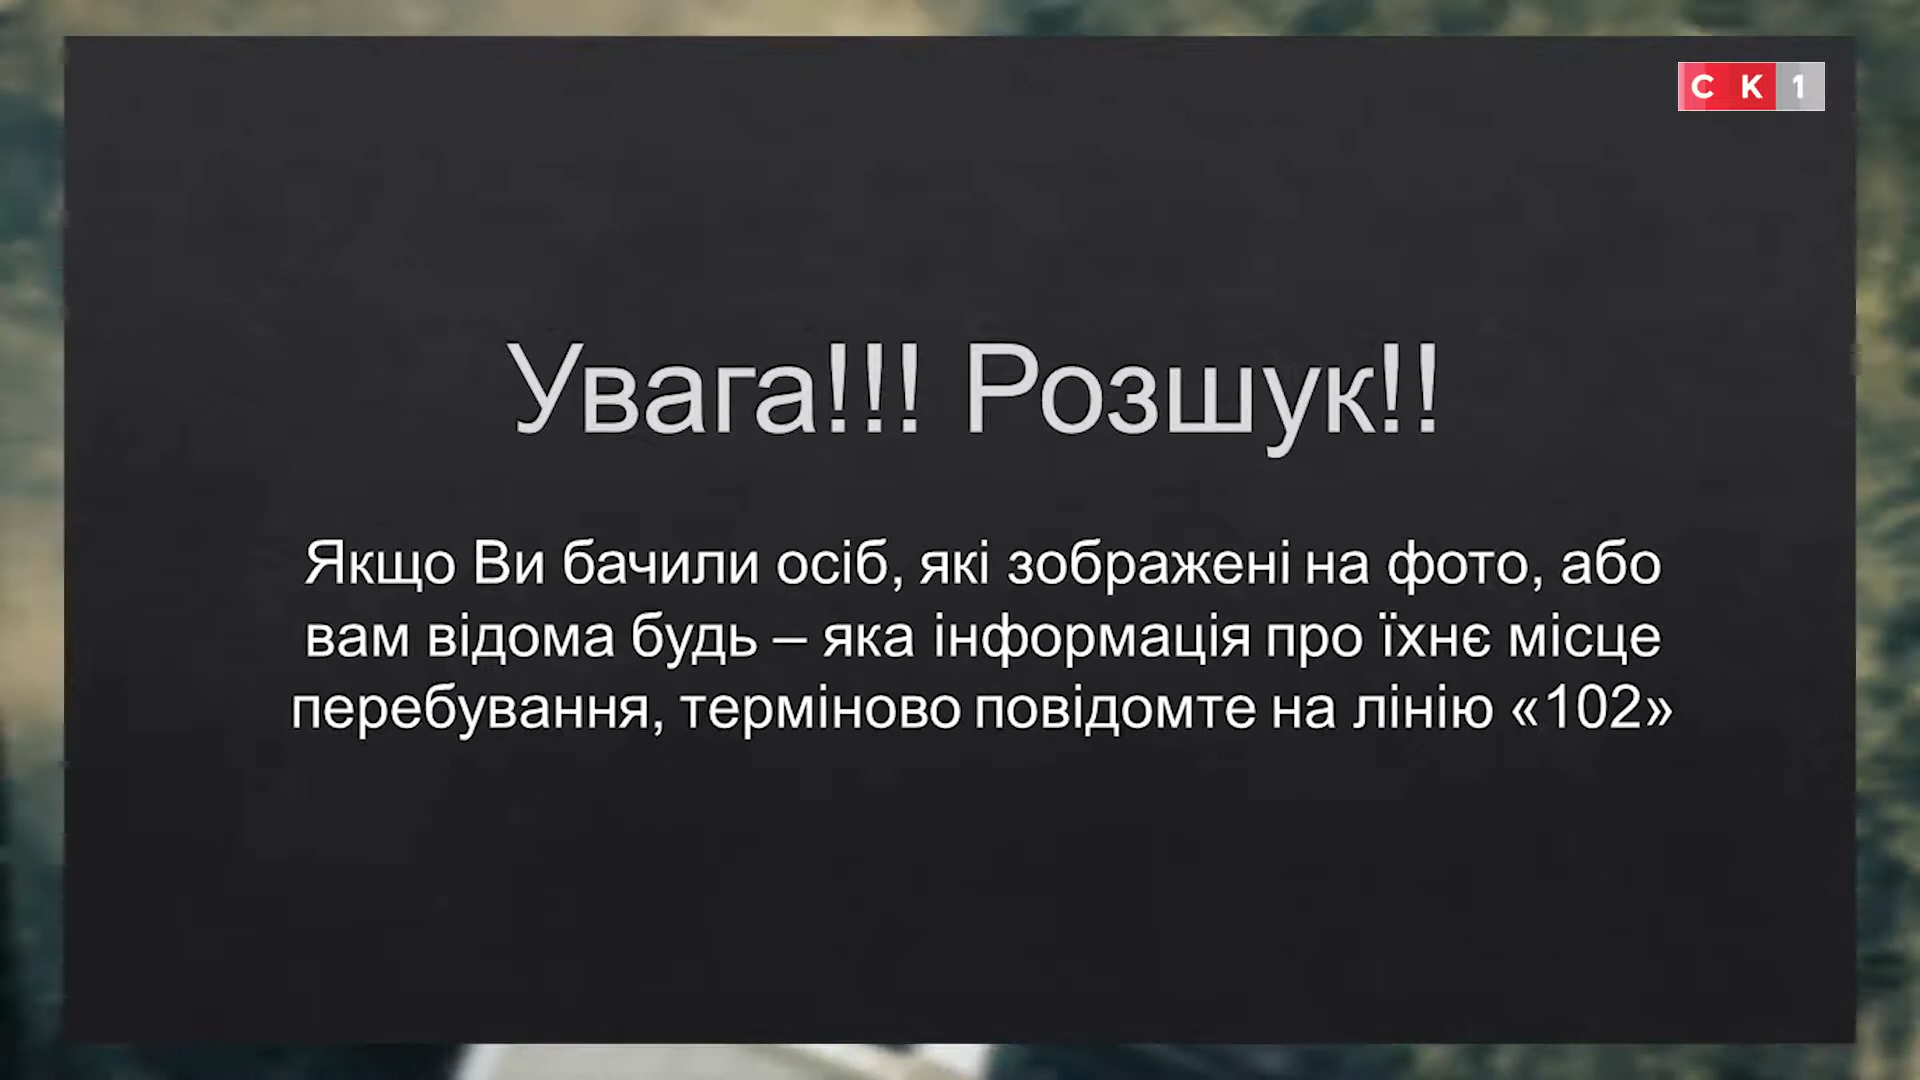 СК1
Увага!!! Розшук!!
Якщо Ви бачили осіб, які зображені на фото, або
вам відома будь – яка інформація про їхнє місце
перебування, терміново повідомте на лінію «102»